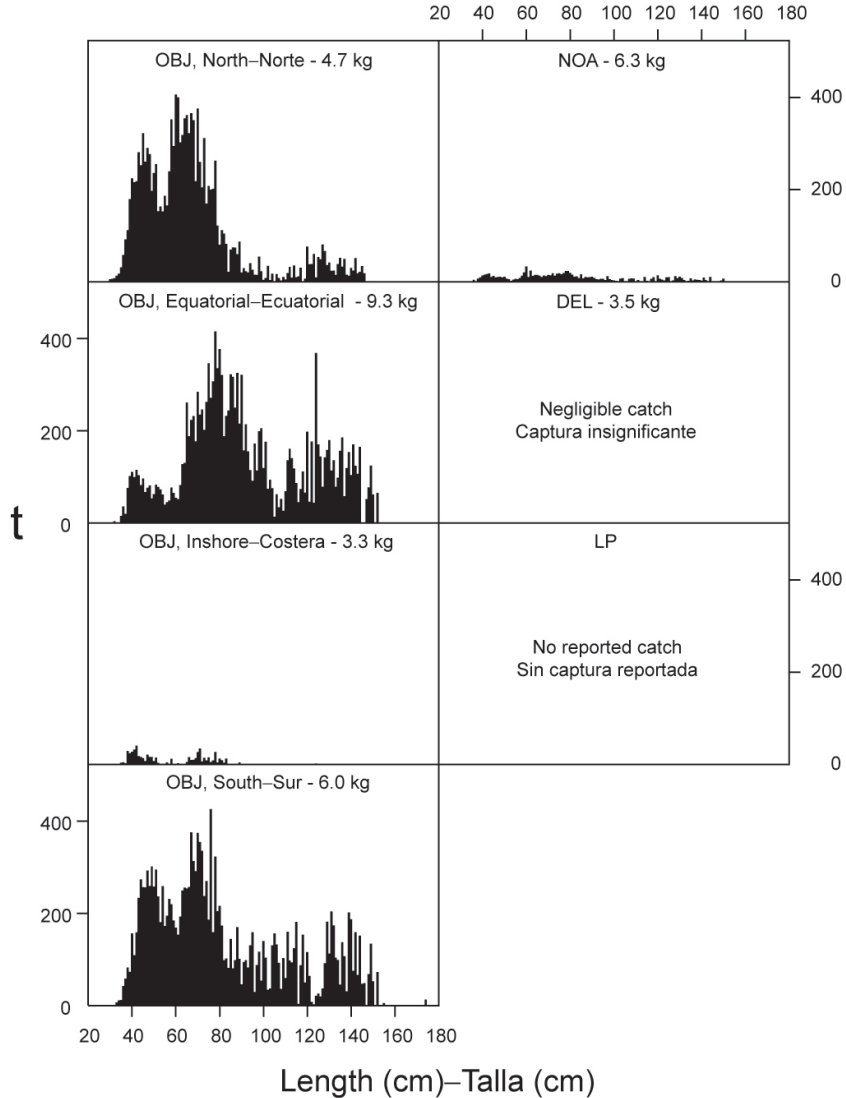 20 40 60 80 100 120 140 160 180
OBJ, North–Norte - 4.7 kg
NOA - 6.3 kg
400
200
0
OBJ, Equatorial–Ecuatorial - 9.3 kg
DEL - 3.5 kg
400
200
0
Negligible catch
Captura insignificante
t
OBJ, Inshore–Costera - 3.3 kg
LP
No reported catch
Sin captura reportada
400
200
0
OBJ, South–Sur - 6.0 kg
400
200
0
20 40 60 80 100 120 140 160 180
Length (cm)–Talla (cm)